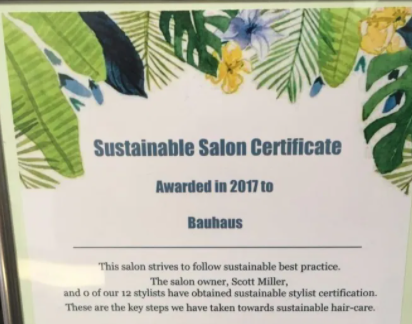 Sustainable Salon Certificate
Awarded in 2017 to
Bauhaus
This salon strives to follow sustainable best practice.
The salon owner, Scott Miller,
and 0 of our 12 stylists have obtained sustainable stylist certification.
These are the key steps we have taken towards sustainable hair-care.